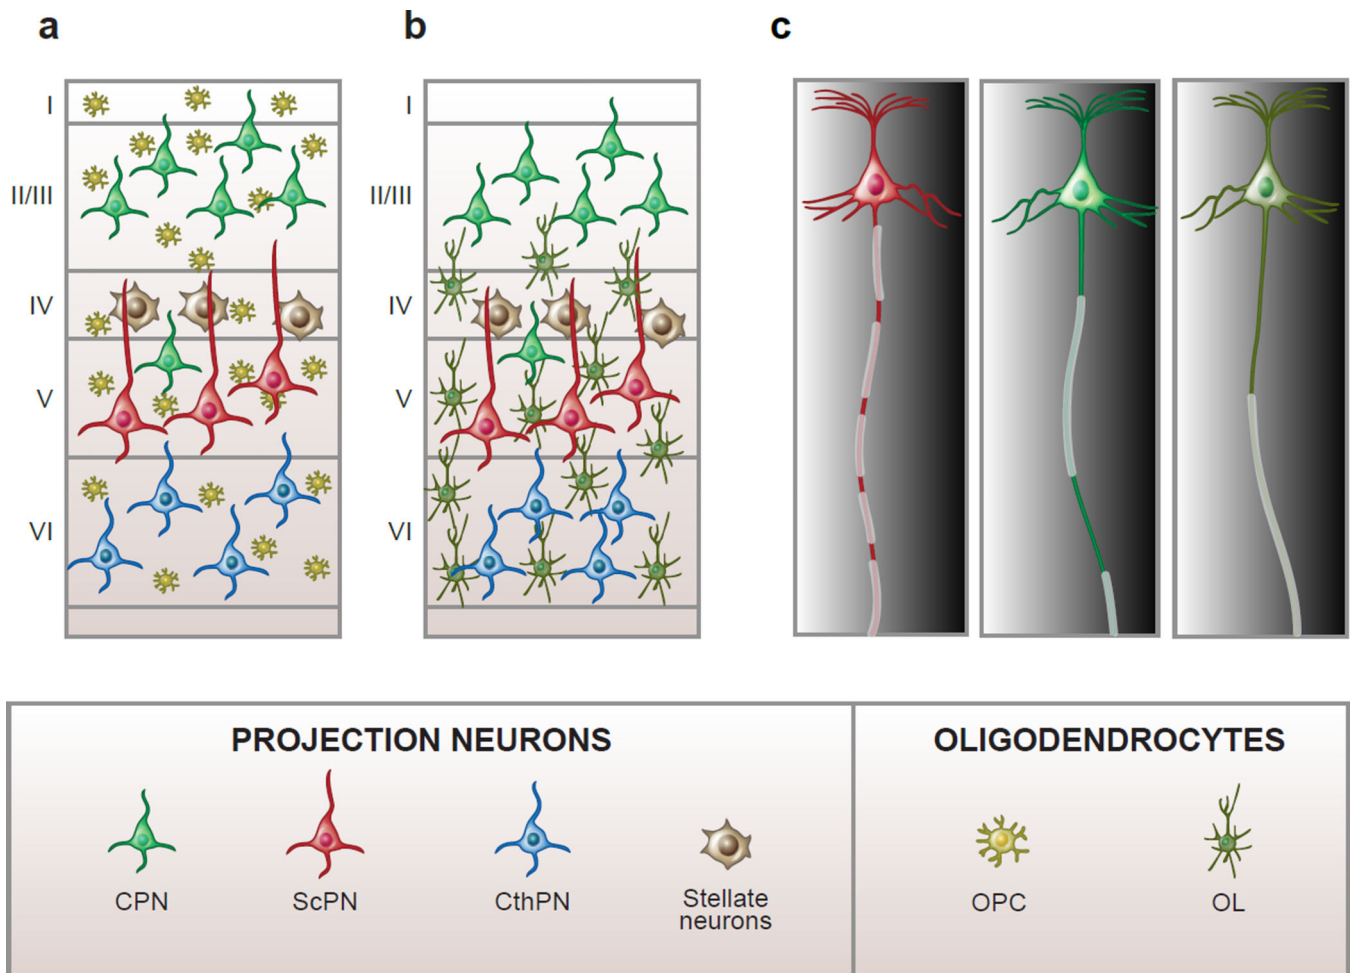 a
b
c
I
II/III
IV
V
VI
I
II/III
IV
V
VI
PROJECTION NEURONS
OLIGODENDROCYTES
CPN
ScPN
CthPN
Stellate
neurons
OPC
OL